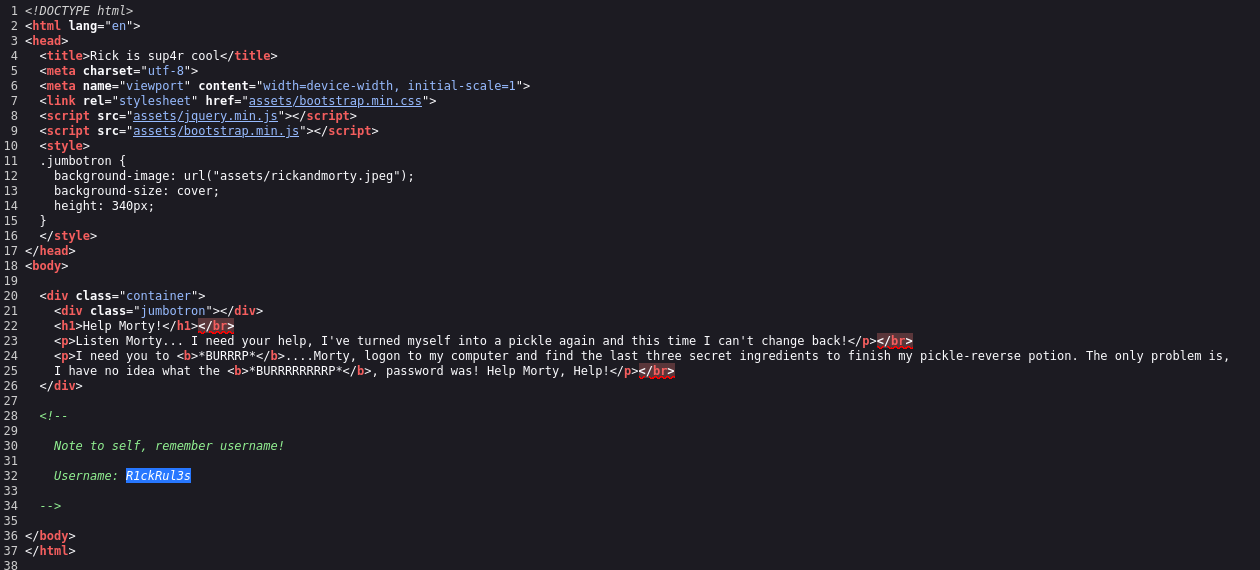 1 <!DOCTYPE html>
2 <html lang="en">
3 <head>
4   <title>Rick is sup4r cool</title>
5   <meta charset="utf-8">
6   <meta name="viewport" content="width=device-width, initial-scale=1">
7   <link rel="stylesheet" href="assets/bootstrap.min.css">
8   <script src="assets/jquery.min.js"></script>
9   <script src="assets/bootstrap.min.js"></script>
10   <style>
11   .jumbotron {
12     background-image: url("assets/rickandmorty.jpeg");
13     background-size: cover;
14     height: 340px;
15   }
16   </style>
17 </head>
18 <body>
19
20   <div class="container">
21     <div class="jumbotron"></div>
22     <h1>Help Morty!</h1></br>
23     <p>Listen Morty... I need your help, I've turned myself into a pickle again and this time I can't change back!</p></br>
24     <p>I need you to <b>*BURRRP*</b>....Morty, logon to my computer and find the last three secret ingredients to finish my pickle-reverse potion. The only problem is,
25     I have no idea what the <b>*BURRRRRRRRP*</b>, password was! Help Morty, Help!</p></br>
26   </div>
27
28   <!--
29
30     Note to self, remember username!
31
32     Username: R1ckRul3s
33
34   -->
35
36 </body>
37 </html>
38